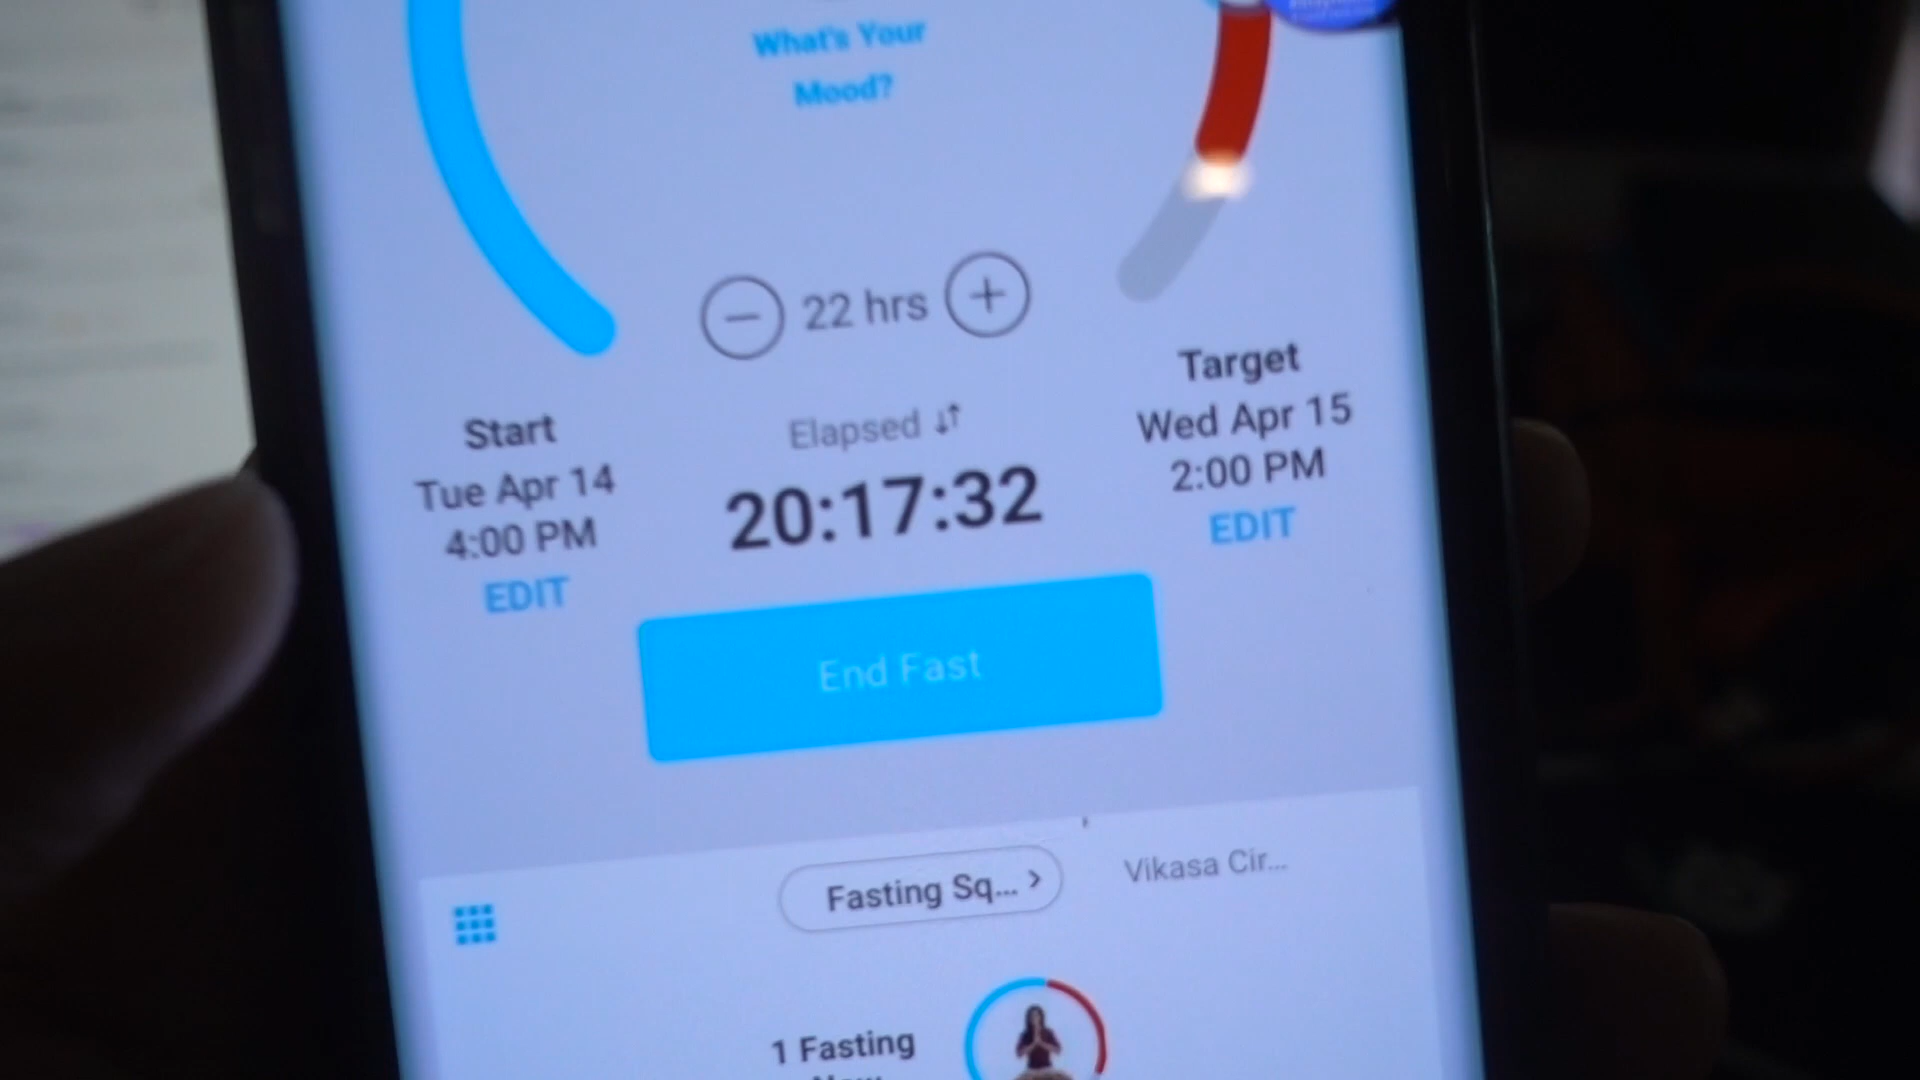 What's Your
Mood?
22 hrs
Start
Tue Apr 14
4:00 PM
EDIT
Elapsed
20:17:32
Target
Wed Apr 15
2:00 PM
EDIT
End Fast
Fasting Sq...
Vikasa Cir...
1 Fasting